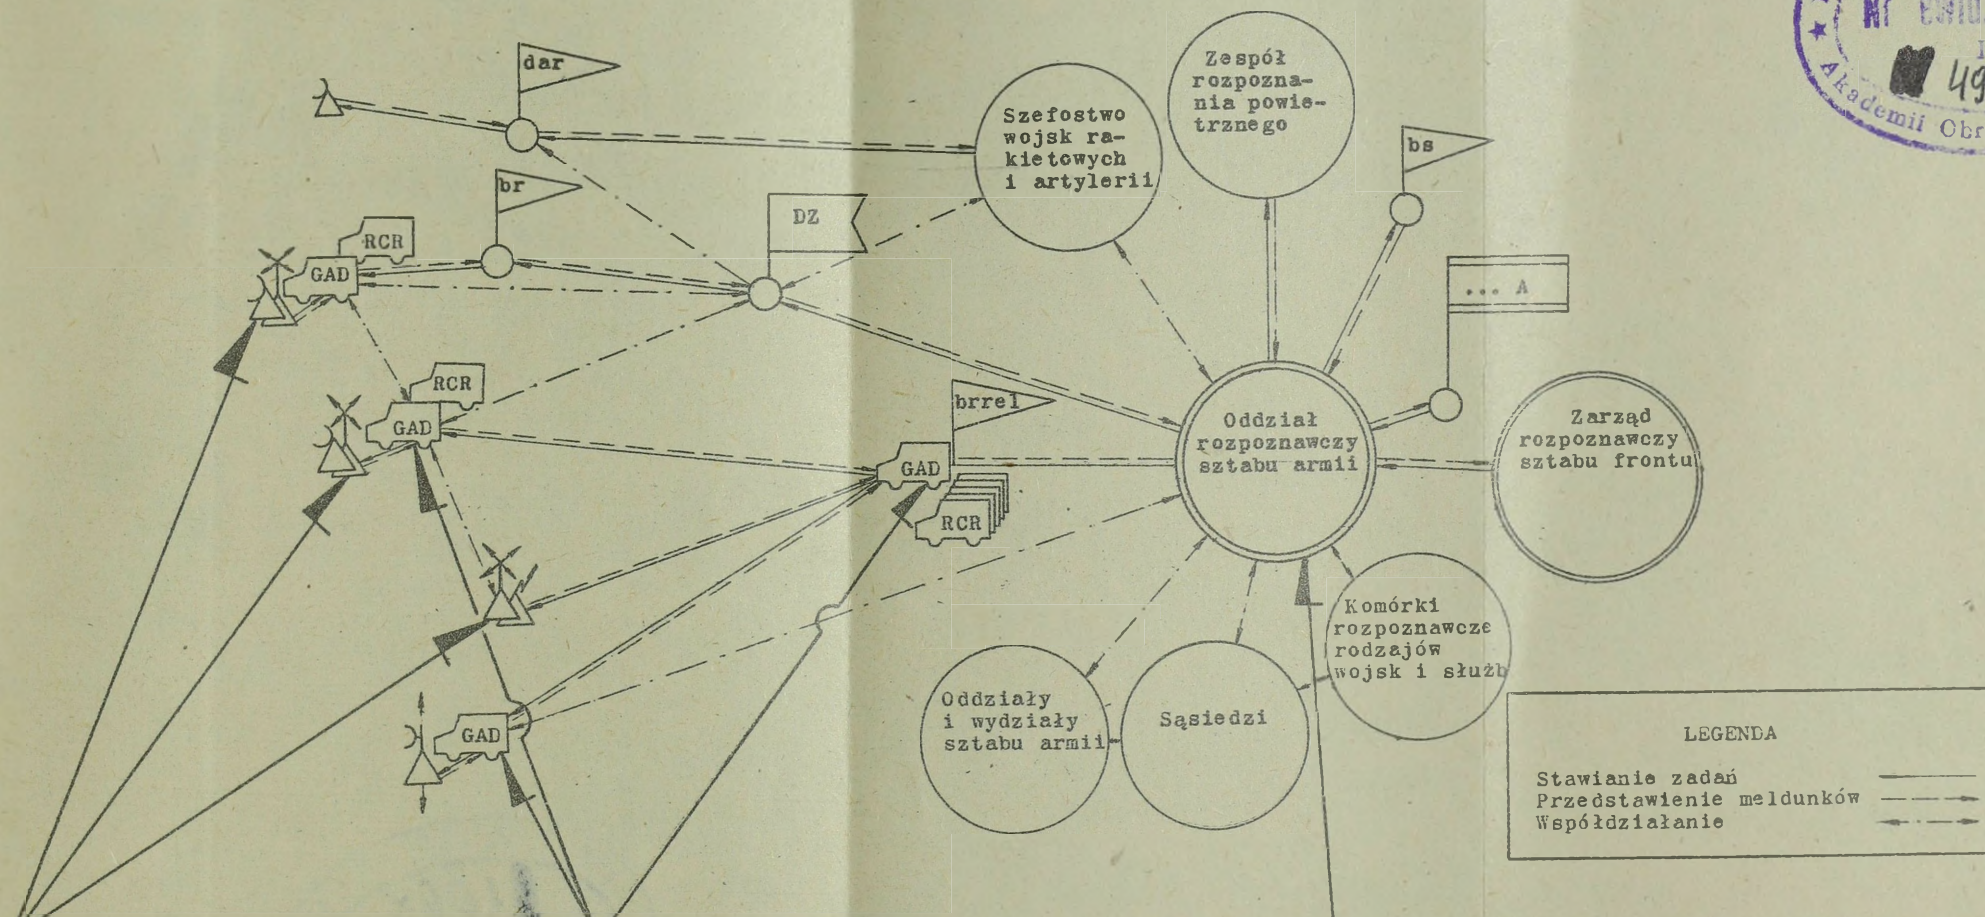 dar
Szefostwo
wojsk ra-
kietowych
i artylerii
Zespół
rozpozna-
nia powie-
trznego
Nr
49
Akademii Obr
bs
br
DZ
RCR
GAD
... A
RCR
GAD
brrel
GAD
RCR
Oddział
rozpoznawczy
sztabu armii
Zarząd
rozpoznawczy
sztabu frontu
Komórki
rozpoznawcze
rodzajów
wojsk i służb
Oddziały
i wydziały
sztabu armii
Sąsiedzi
GAD
LEGENDA
Stawianie zadań
Przedstawienie meldunków
Współdziałanie